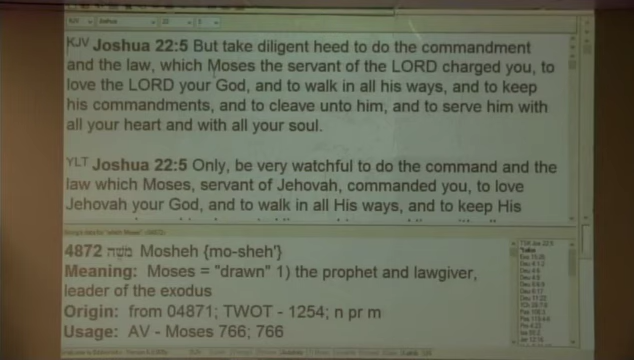 KJV Joshua 22:5 But take diligent heed to do the commandment
and the law, which Moses the servant of the LORD charged you, to
love the LORD your God, and to walk in all his ways, and to keep
his commandments, and to cleave unto him, and to serve him with
all your heart and with all your soul.
YLT Joshua 22:5 Only, be very watchful to do the command and the
law which Moses, servant of Jehovah, commanded you, to love
Jehovah your God, and to walk in all His ways, and to keep His
4872 משה Mosheh {mo-sheh'}
Meaning: Moses = "drawn" 1) the prophet and lawgiver,
leader of the exodus
Origin: from 04871; TWOT - 1254; n pr m
Usage: AV - Moses 766; 766